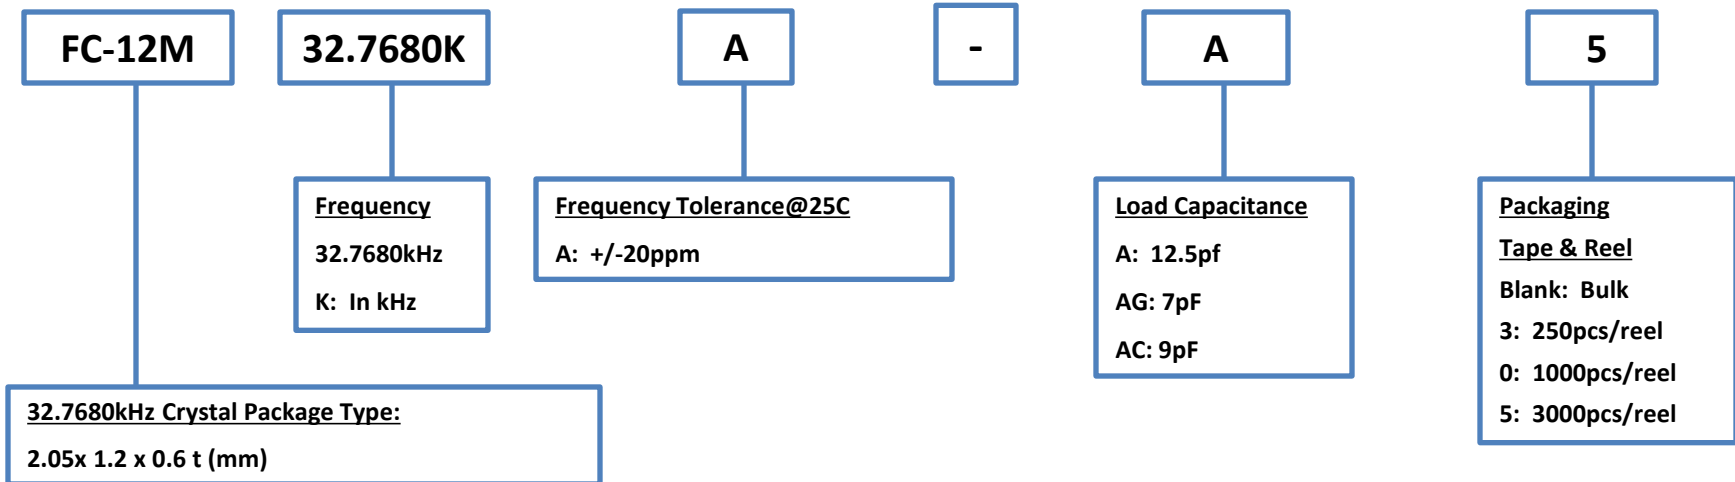 FC-12M
32.7680K
A
-
A
5
Frequency
32.7680kHz
K: In kHz
Frequency Tolerance@25C
A: +/-20ppm
Load Capacitance
A: 12.5pf
AG: 7pF
AC: 9pF
Packaging
Tape & Reel
Blank: Bulk
3: 250pcs/reel
0: 1000pcs/reel
5: 3000pcs/reel
32.7680kHz Crystal Package Type:
2.05x 1.2 x 0.6 t (mm)